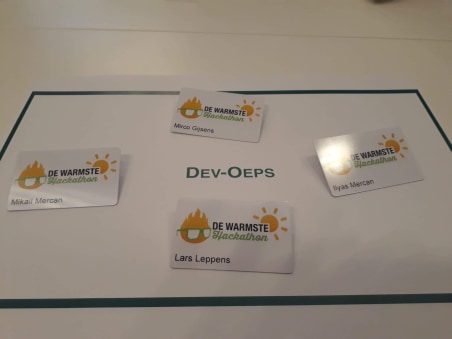 DE WARMSTE
Hackathon
Mirco Gijsens
DE WARMSTE
Hackathon
Mikail Mercan
DEV-OEPS
DE WARMSTE
Hackathon
Ilyas Mercan
DE WARMSTE
Hackathon
Lars Leppens